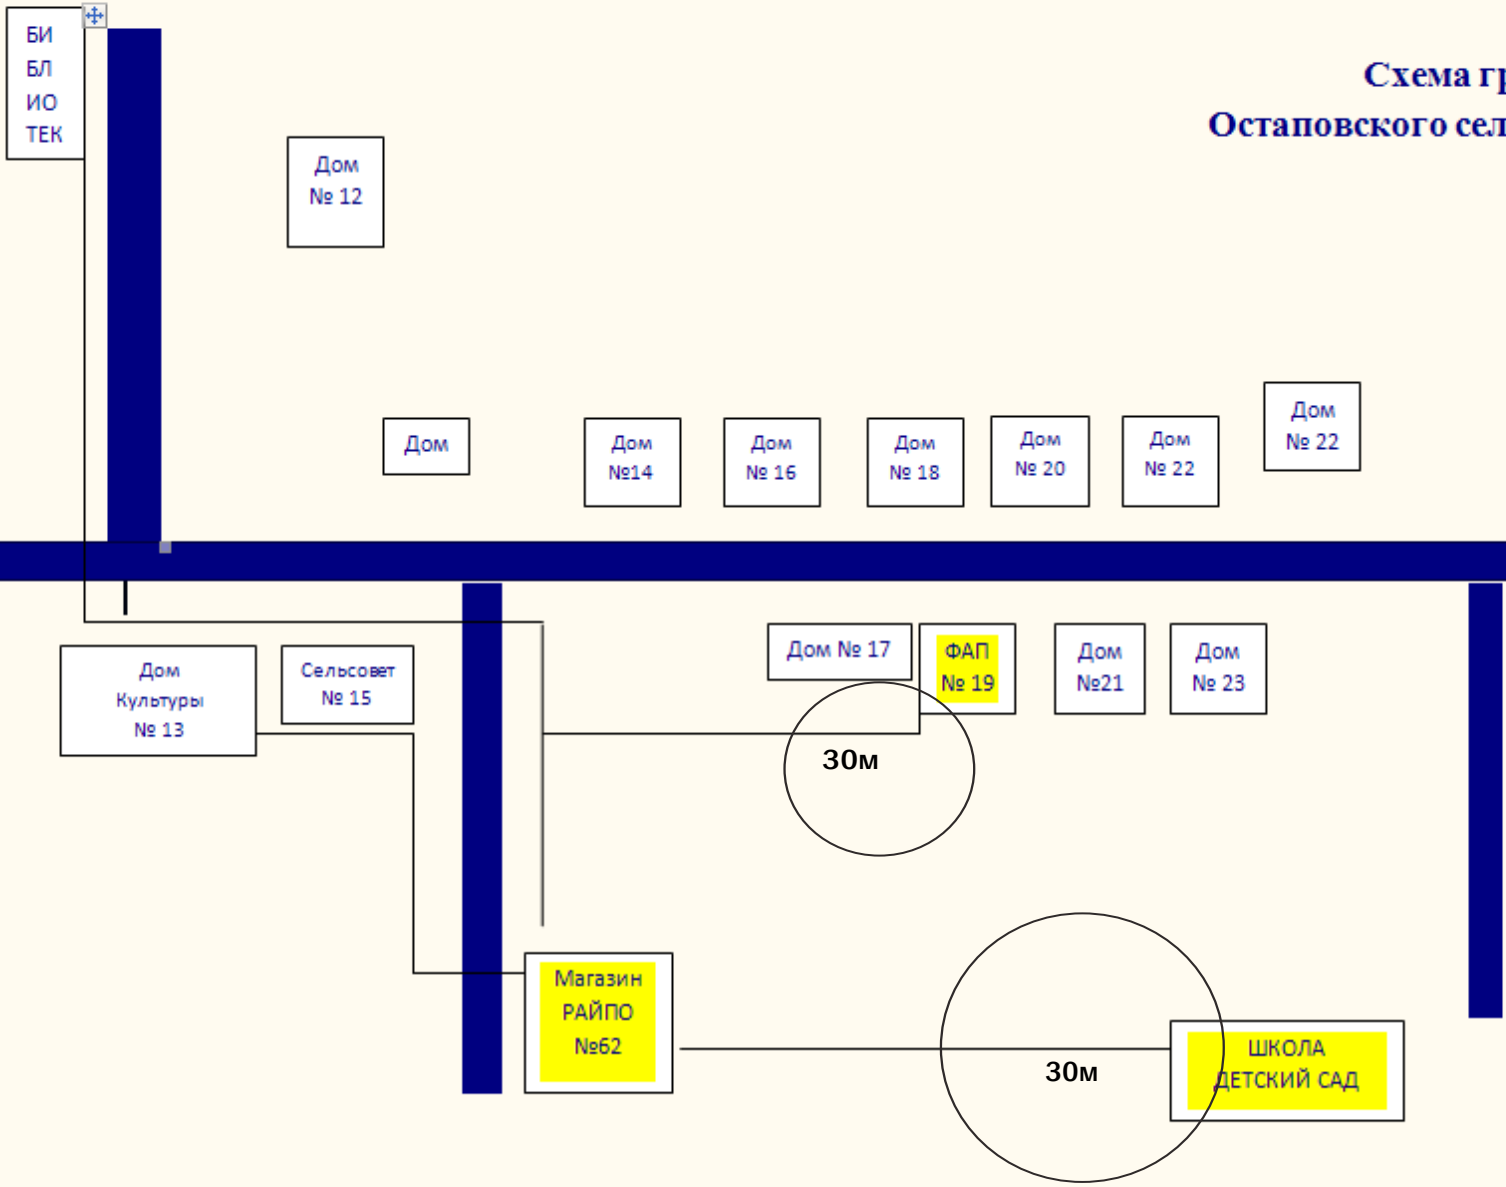 БИ
БЛ
ИО
ТЕК
Схема гр
Остаповского сел
Дом
№ 12
Дом
Дом
№14
Дом
№ 16
Дом
№ 18
Дом
№ 20
Дом
№ 22
Дом
№ 22
Дом
Культуры
№ 13
Сельсовет
№ 15
Дом № 17
ФАП
№ 19
Дом
№21
Дом
№ 23
30м
Магазин
РАЙПО
№62
30м
ШКОЛА
ДЕТСКИЙ САД